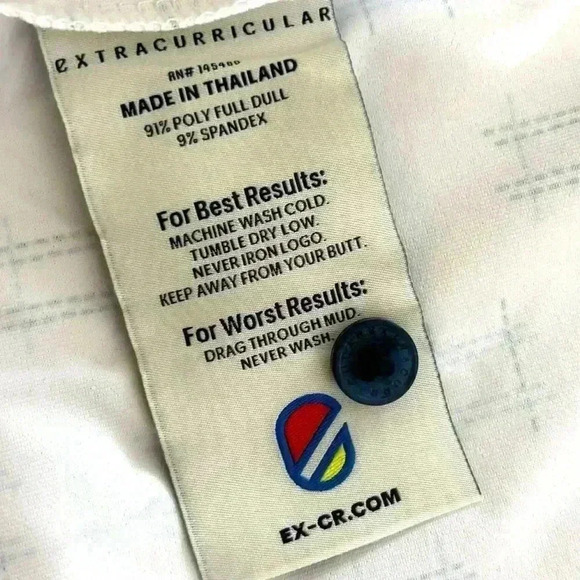 EXTRACURRICULAR
RN#
MADE IN THAILAND
91% POLY FULL DULL
9% SPANDEX
For Best Results:
MACHINE WASH COLD.
TUMBLE DRY LOW.
NEVER IRON LOGO.
KEEP AWAY FROM YOUR BUTT.
For Worst Results:
DRAG THROUGH MUD.
NEVER WASH.
EX-CR.COM